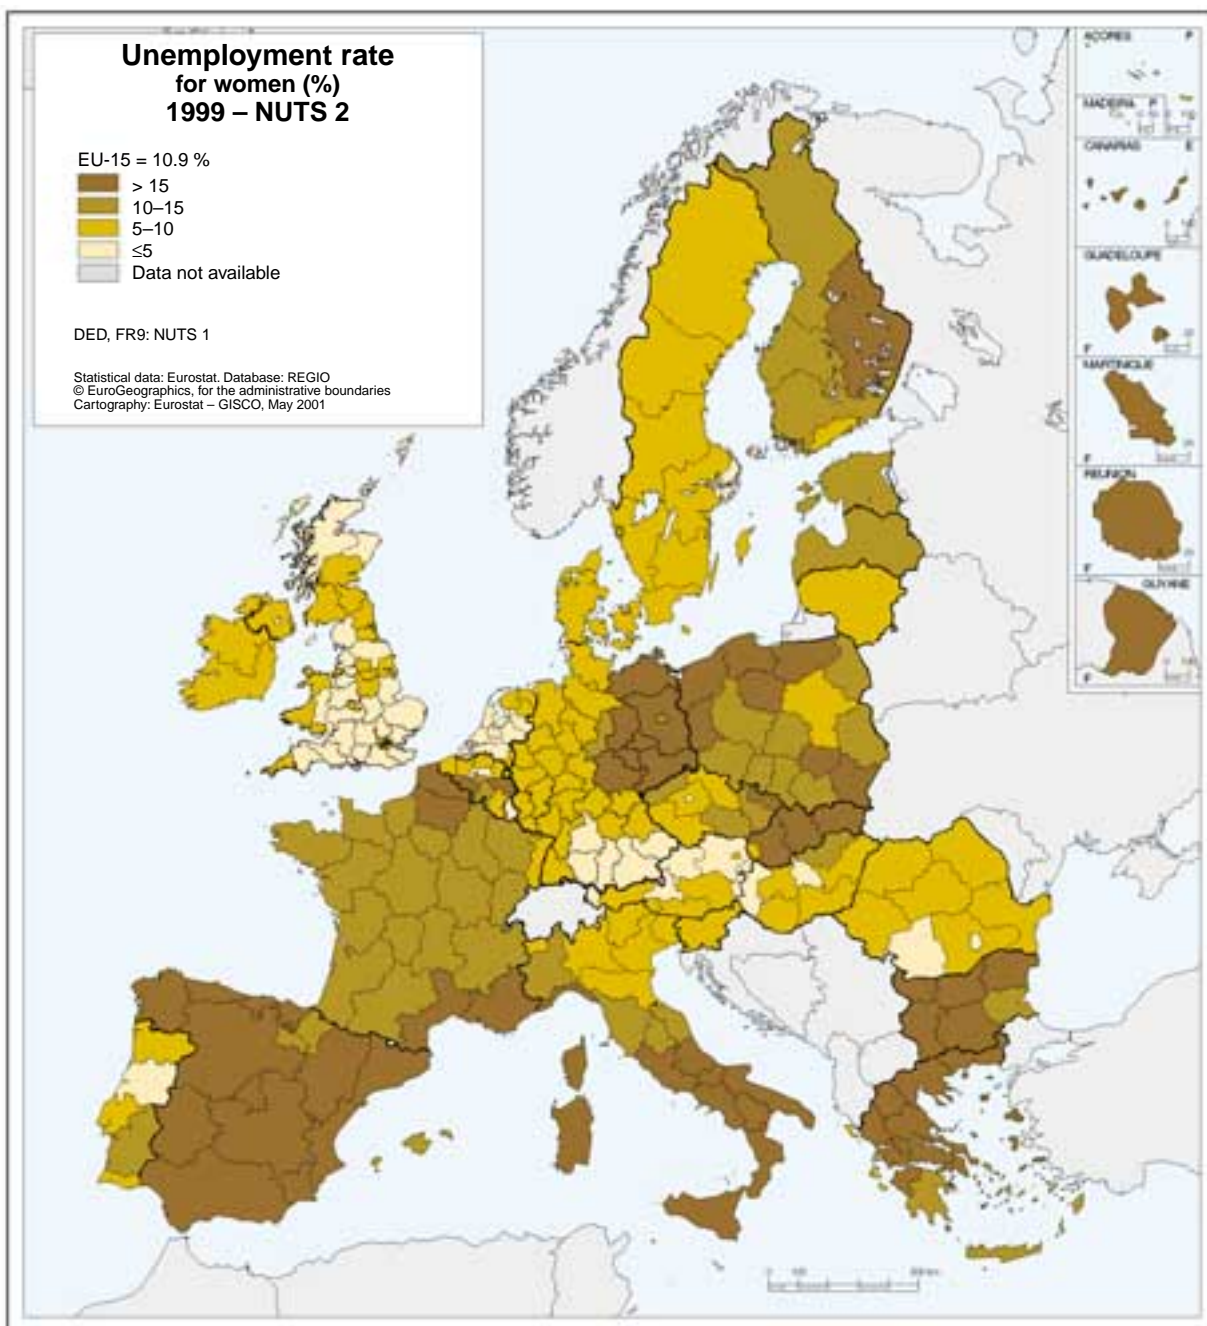 Unemployment rate
for women (%)
1999 – NUTS 2
EU-15 = 10.9 %
> 15
10–15
5–10
≤5
Data not available
DED, FR9: NUTS 1
Statistical data: Eurostat. Database: REGIO
© EuroGeographics, for the administrative boundaries
Cartography: Eurostat – GISCO, May 2001
AÇORES P
MADEIRA P
CANARIAS E
GUADELOUPE
F
MARTINIQUE
F
REUNION
F
GUYANE
F